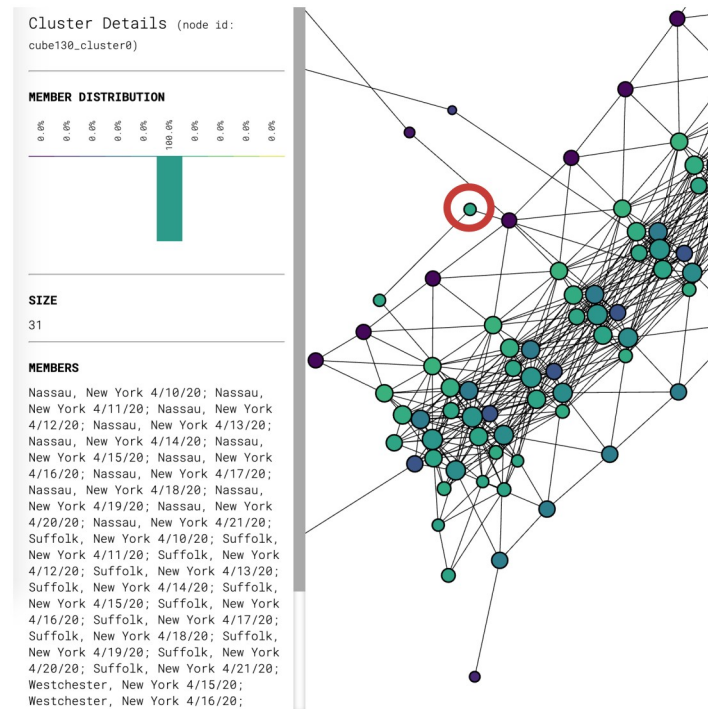 Cluster Details (node id:
cube130_cluster0)
MEMBER DISTRIBUTION
0.0% 0.0% 0.0% 0.0% 0.0% 100.0% 0.0% 0.0% 0.0% 0.0%
SIZE
31
MEMBERS
Nassau, New York 4/10/20; Nassau,
New York 4/11/20; Nassau, New York
4/12/20; Nassau, New York 4/13/20;
Nassau, New York 4/14/20; Nassau,
New York 4/15/20; Nassau, New York
4/16/20; Nassau, New York 4/17/20;
Nassau, New York 4/18/20; Nassau,
New York 4/19/20; Nassau, New York
4/20/20; Nassau, New York 4/21/20;
Suffolk, New York 4/10/20; Suffolk,
New York 4/11/20; Suffolk, New York
4/12/20; Suffolk, New York 4/13/20;
Suffolk, New York 4/14/20; Suffolk,
New York 4/15/20; Suffolk, New York
4/16/20; Suffolk, New York 4/17/20;
Suffolk, New York 4/18/20; Suffolk,
New York 4/19/20; Suffolk, New York
4/20/20; Suffolk, New York 4/21/20;
Westchester, New York 4/15/20;
Westchester, New York 4/16/20;